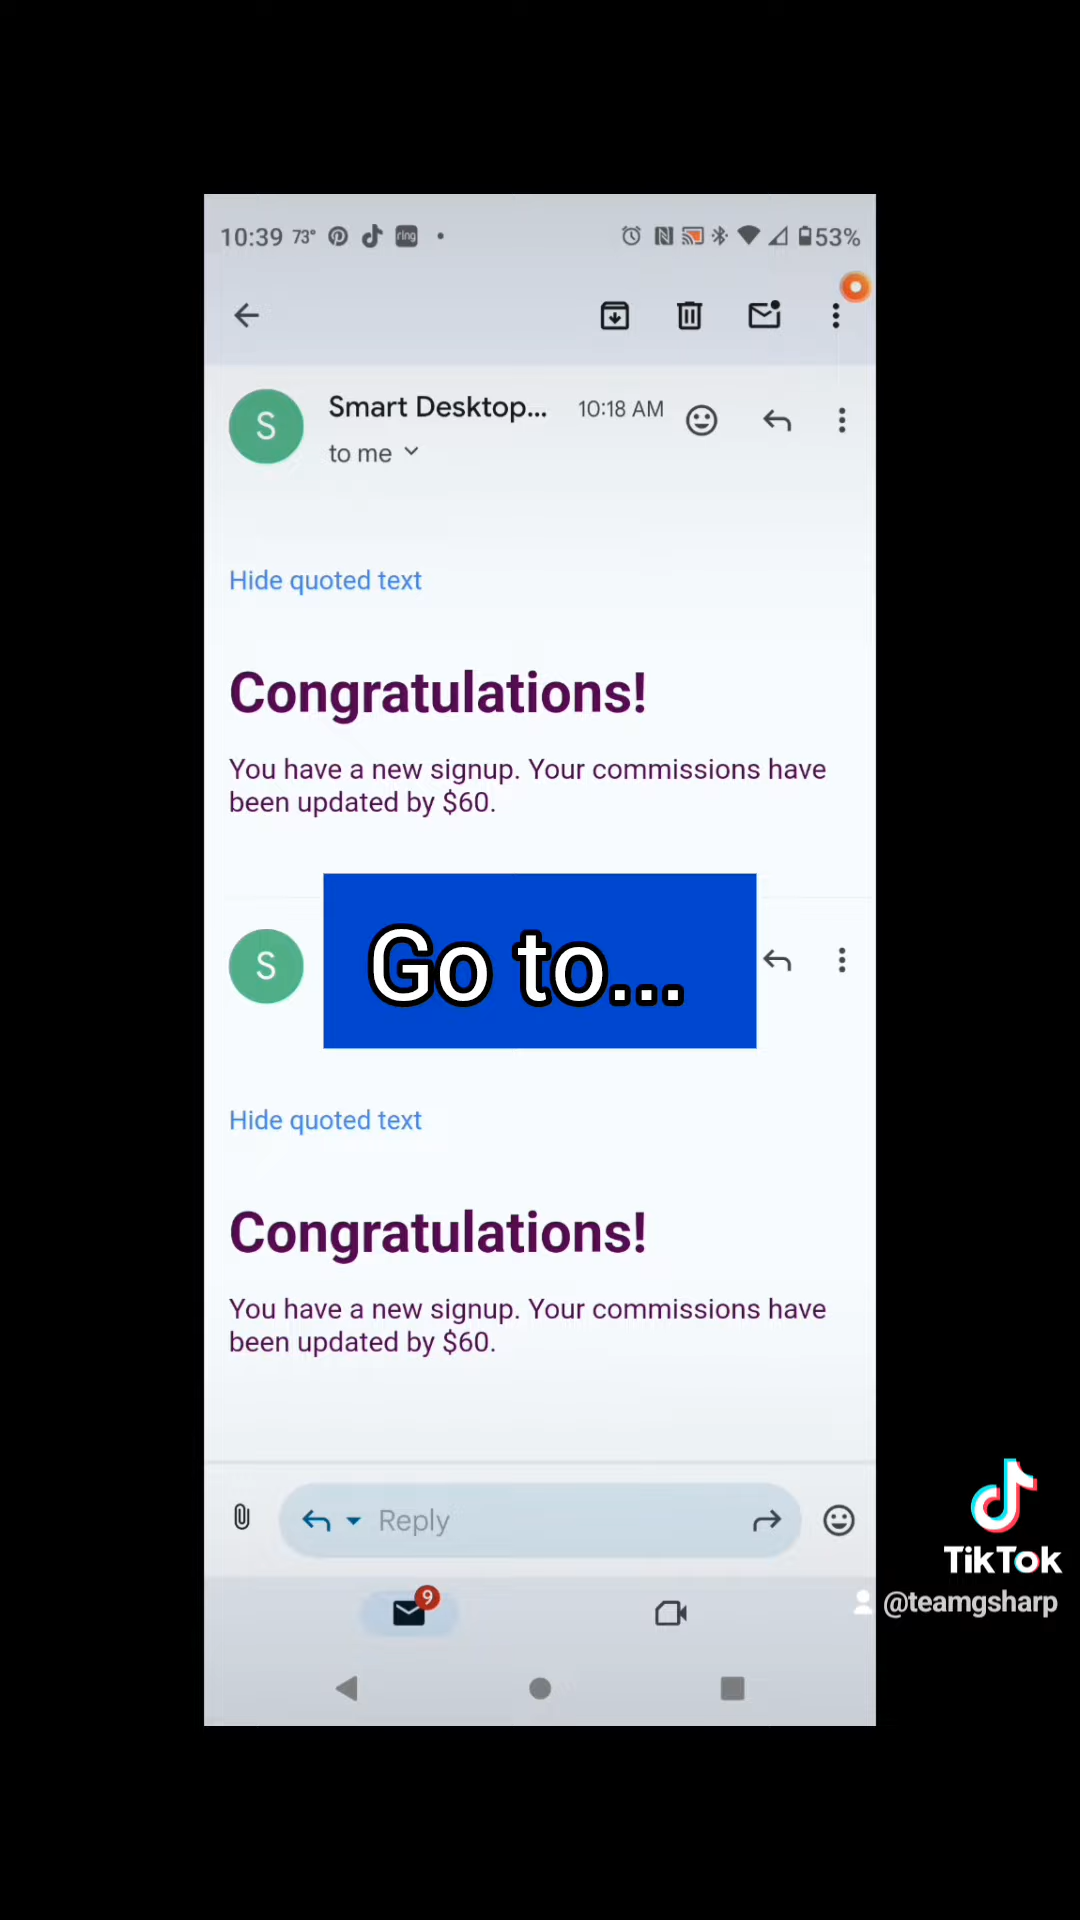 10:39 73° ring 53%
Smart Desktop... 10:18 AM
S
to me
Hide quoted text
Congratulations!
You have a new signup. Your commissions have
been updated by $60.
S
Go to...
Hide quoted text
Congratulations!
You have a new signup. Your commissions have
been updated by $60.
Reply
9
TikTok
@teamgsharp